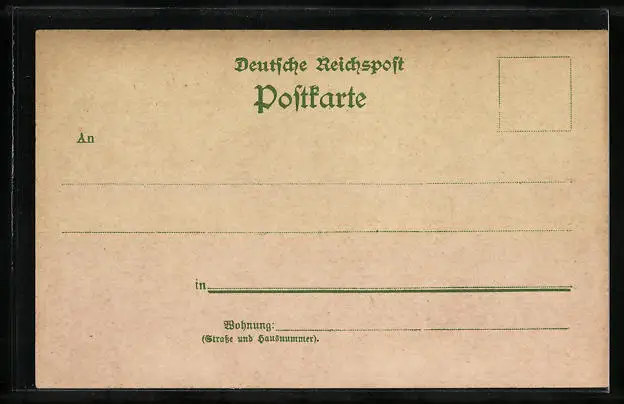 Deutsche Reichspost
Postkarte
An
in
Wohnung:
(Straße und Hausnummer).